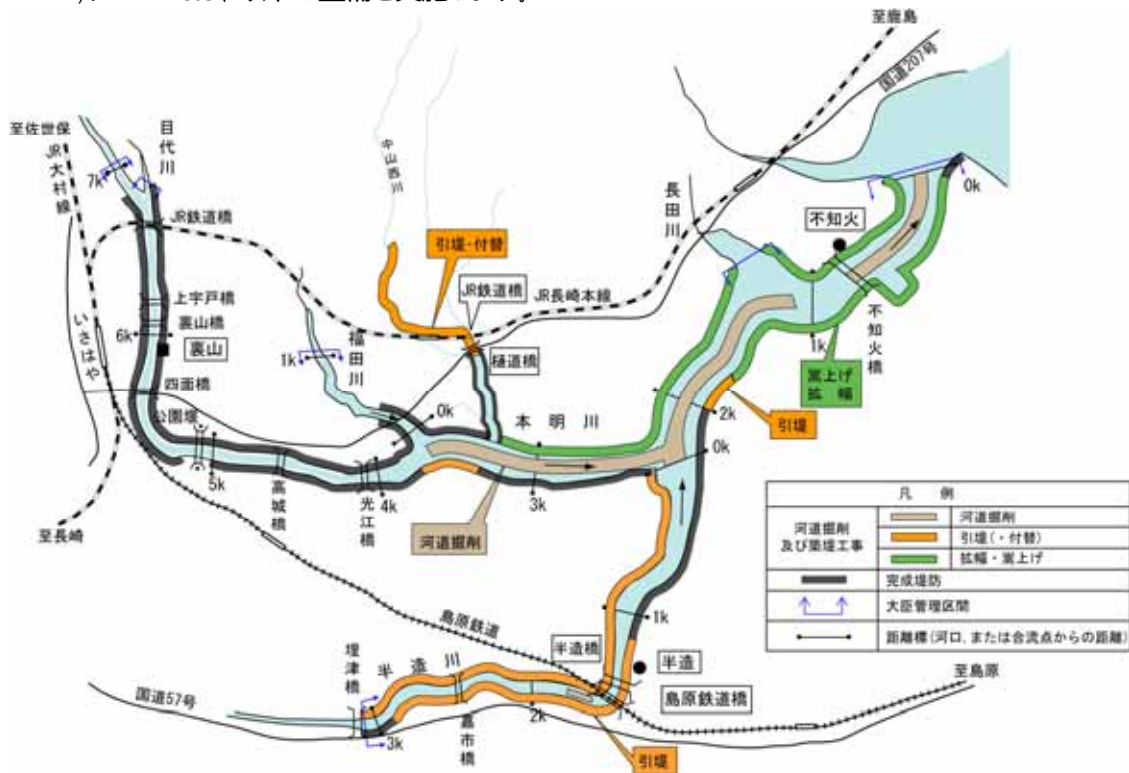 至鹿島
国道207号
至佐世保
JR大村線
目代川
7k
JR鉄道橋
中山西川
引堤・付替
JR鉄道橋
JR長崎本線
長田川
不知火
0k
上宇戸橋
裏山橋
6k
裏山
いさはや
四面橋
公園堰
福田川
1k
樋道橋
不知火橋
1k
嵩上げ
拡幅
0k
本明川
2k
引堤
0k
5k
高城橋
4k
光江橋
3k
至長崎
河道掘削
凡 例
河道掘削
及び築堤工事
河道掘削
引堤(・付替)
拡幅・嵩上げ
完成堤防
大臣管理区間
距離標(河口、または合流点からの距離)
島原鉄道
1k
半造橋
半造
埋津橋
半造川
島原鉄道橋
至島原
国道57号
2k
3k
嘉市橋
引堤